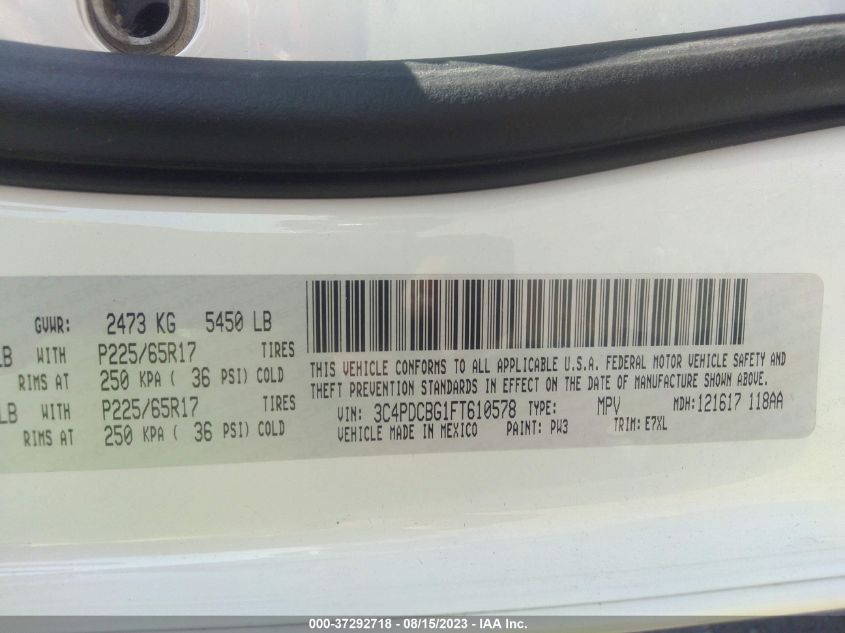 GVWR: 2473 KG 5450 LB
LB WITH P225/65R17 TIRES
RIMS AT 250 KPA ( 36 PSI) COLD
LB WITH P225/65R17 TIRES
RIMS AT 250 KPA ( 36 PSI) COLD
THIS VEHICLE CONFORMS TO ALL APPLICABLE U.S.A. FEDERAL MOTOR VEHICLE SAFETY AND
THEFT PREVENTION STANDARDS IN EFFECT ON THE DATE OF MANUFACTURE SHOWN ABOVE.
VIN: 3C4PDCBG1FT610578 TYPE: MPV MDH:121617 118AA
VEHICLE MADE IN MEXICO PAINT: PW3 TRIM: E7XL
000-37292718 - 08/15/2023 - IAA Inc.